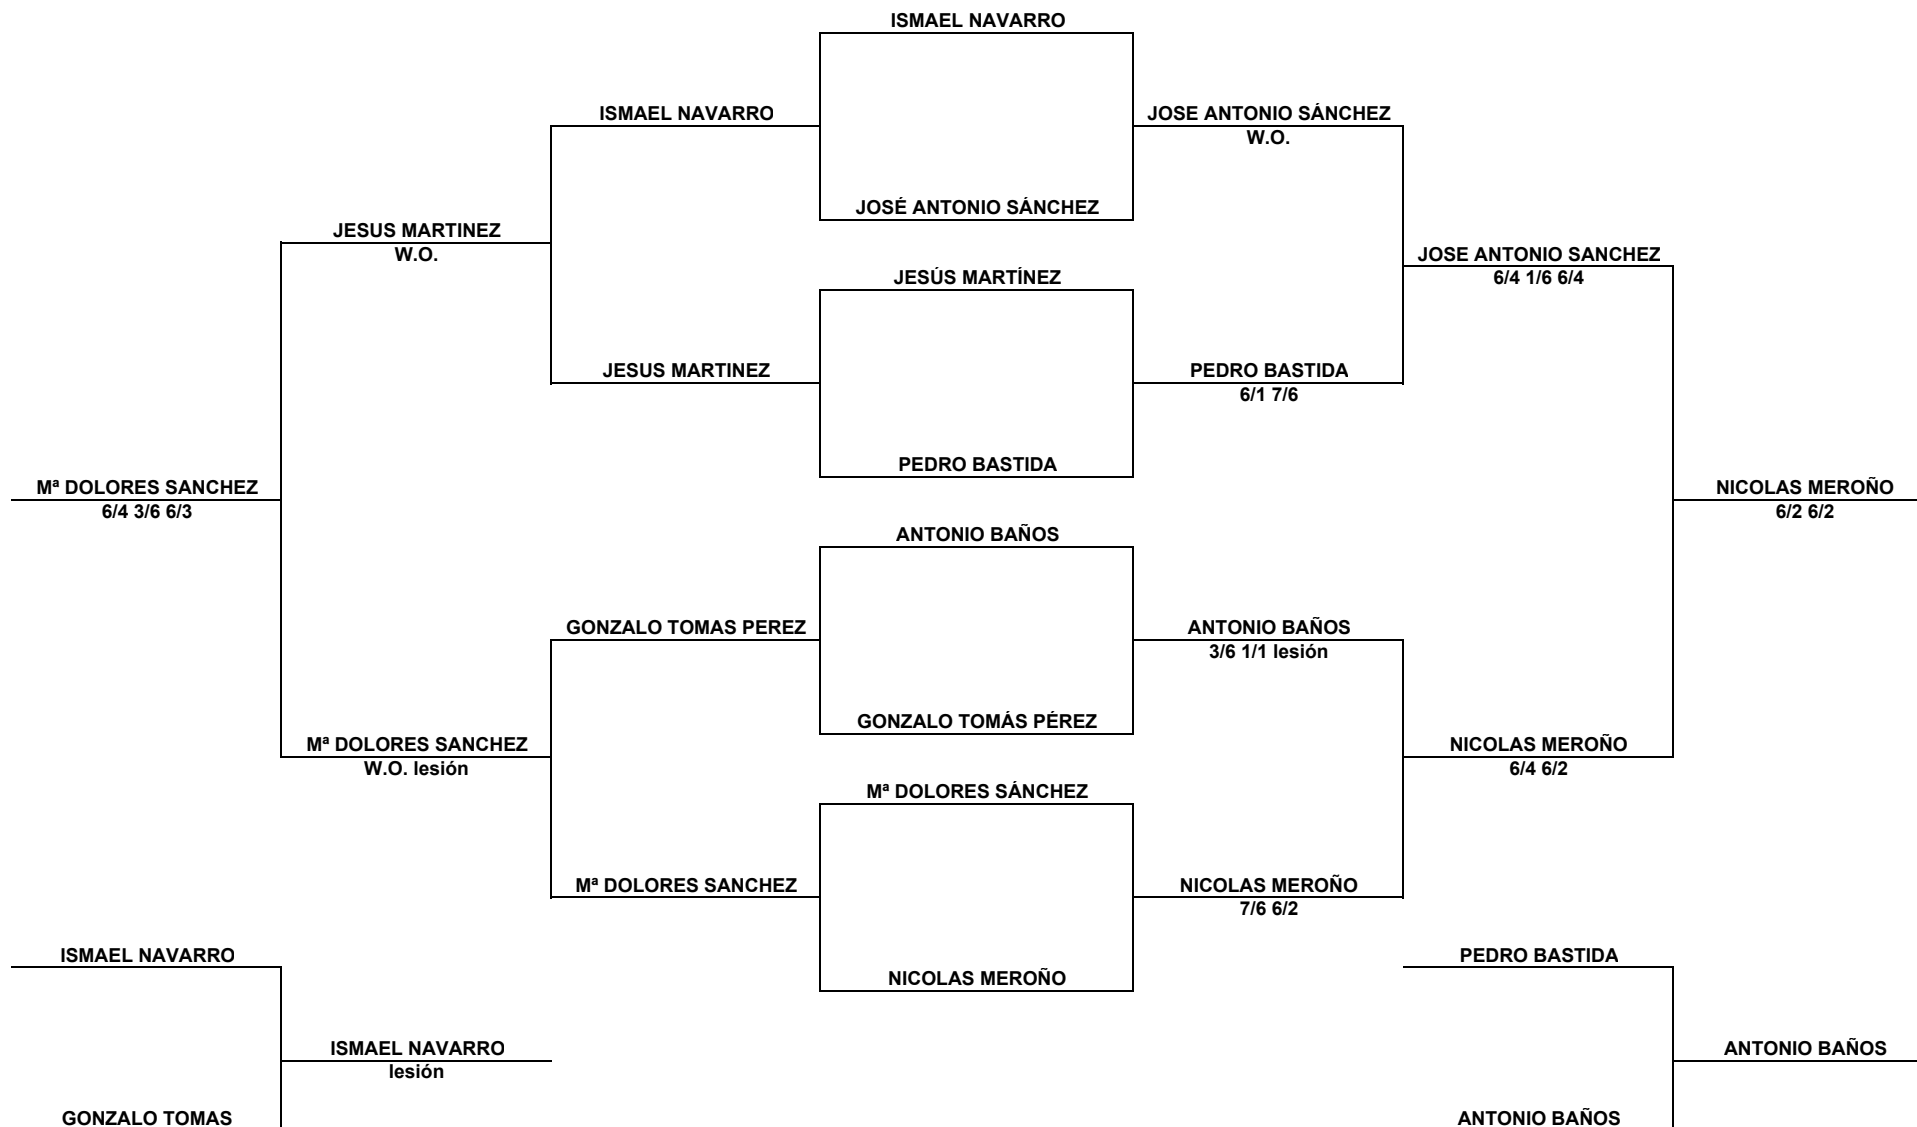 ISMAEL NAVARRO
ISMAEL NAVARRO
JOSE ANTONIO SÁNCHEZ
W.O.
JOSÉ ANTONIO SÁNCHEZ
JESUS MARTINEZ
W.O.
JOSE ANTONIO SANCHEZ
6/4 1/6 6/4
JESÚS MARTÍNEZ
JESUS MARTINEZ
PEDRO BASTIDA
6/1 7/6
PEDRO BASTIDA
Mª DOLORES SANCHEZ
6/4 3/6 6/3
NICOLAS MEROÑO
6/2 6/2
ANTONIO BAÑOS
GONZALO TOMAS PEREZ
ANTONIO BAÑOS
3/6 1/1 lesión
GONZALO TOMÁS PÉREZ
Mª DOLORES SANCHEZ
W.O. lesión
NICOLAS MEROÑO
6/4 6/2
Mª DOLORES SÁNCHEZ
Mª DOLORES SANCHEZ
NICOLAS MEROÑO
7/6 6/2
ISMAEL NAVARRO
PEDRO BASTIDA
NICOLAS MEROÑO
ISMAEL NAVARRO
lesión
ANTONIO BAÑOS
GONZALO TOMAS
ANTONIO BAÑOS